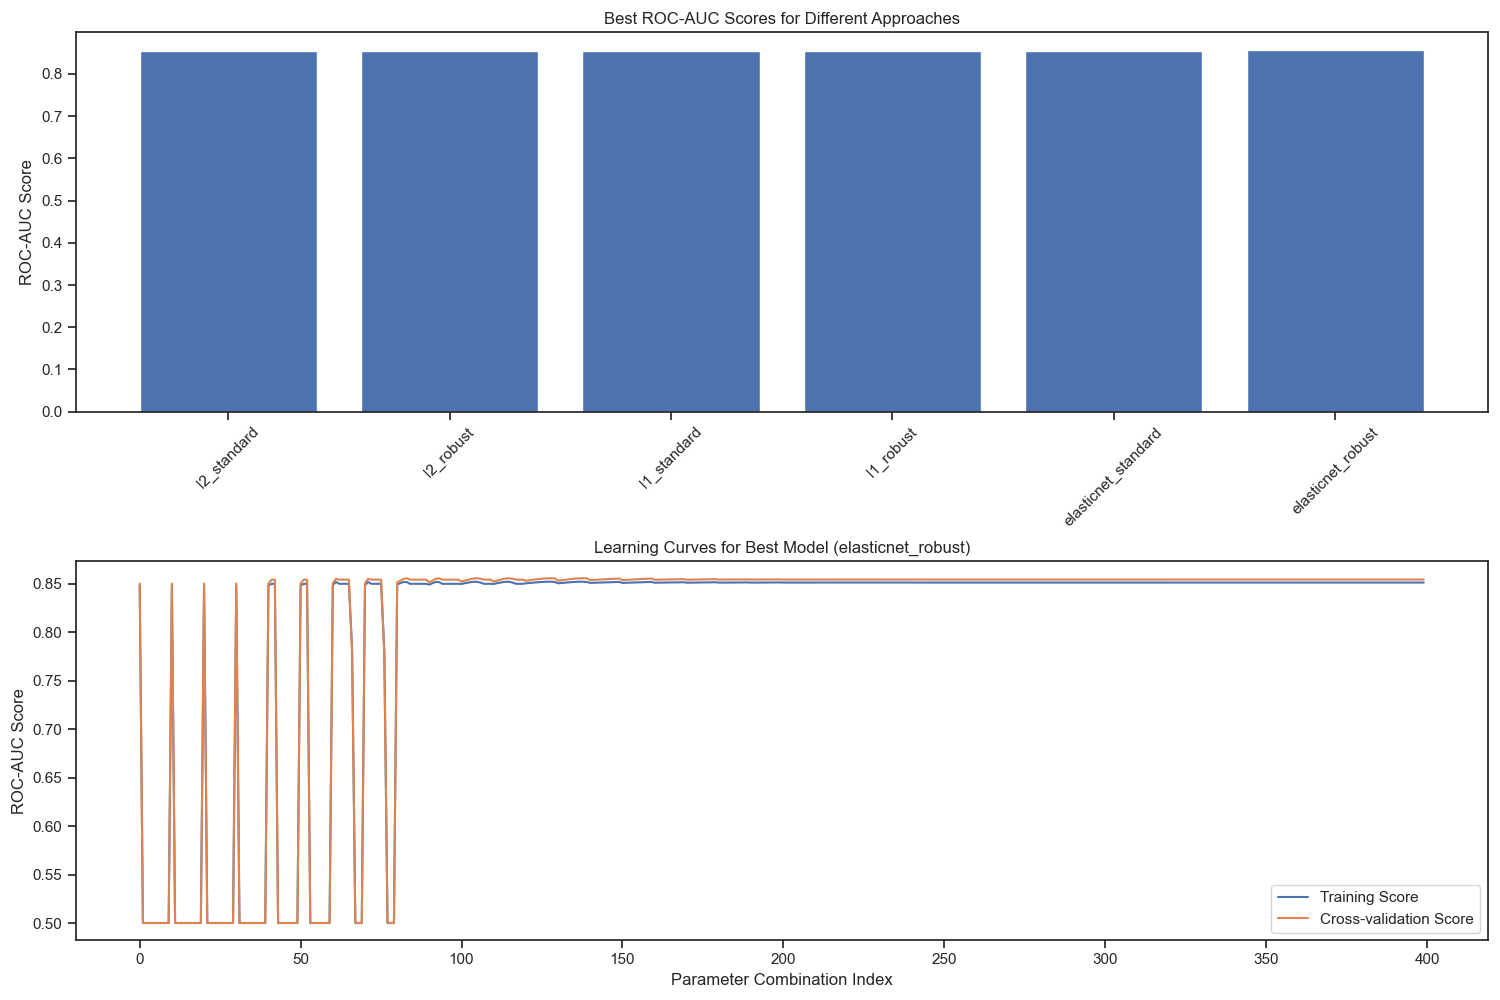 Best ROC-AUC Scores for Different Approaches
ROC-AUC Score
0.8
0.7
0.6
0.5
0.4
0.3
0.2
0.1
0.0
l2_standard
l2_robust
l1_standard
l1_robust
elasticnet_standard
elasticnet_robust
Learning Curves for Best Model (elasticnet_robust)
ROC-AUC Score
0.85
0.80
0.75
0.70
0.65
0.60
0.55
0.50
Training Score
Cross-validation Score
0 50 100 150 200 250 300 350 400
Parameter Combination Index